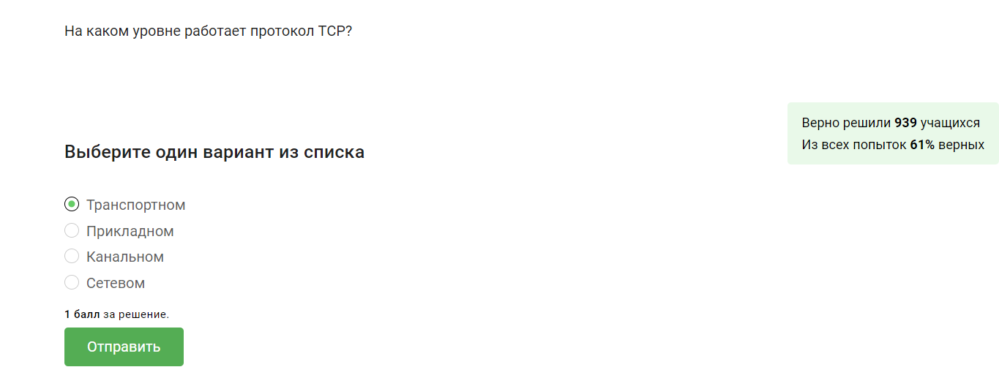 На каком уровне работает протокол TCP?
Верно решили 939 учащихся
Из всех попыток 61% верных
Выберите один вариант из списка
Транспортном
Прикладном
Канальном
Сетевом
1 балл за решение.
Отправить